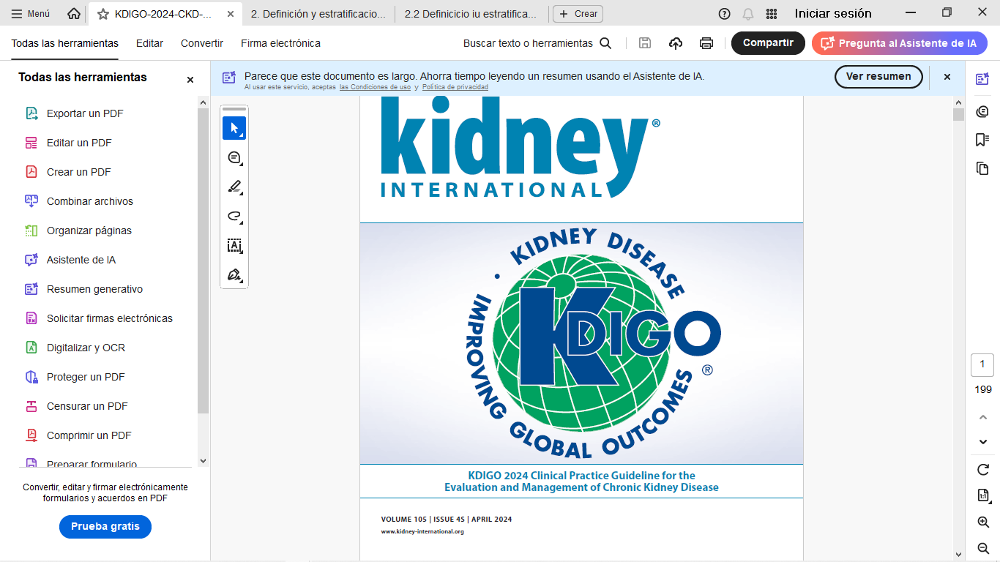 Menú
KDIGO-2024-CKD-...
2. Definición y estratificacio...
2.2 Definicicio iu estratifica...
Crear
Iniciar sesión
Todas las herramientas
Editar
Convertir
Firma electrónica
Buscar texto o herramientas
Compartir
Pregunta al Asistente de IA
Todas las herramientas
Exportar un PDF
Editar un PDF
Crear un PDF
Combinar archivos
Organizar páginas
Asistente de IA
Resumen generativo
Solicitar firmas electrónicas
Digitalizar y OCR
Proteger un PDF
Censurar un PDF
Comprimir un PDF
Preparar formulario
Convertir, editar y firmar electrónicamente
formularios y acuerdos en PDF
Prueba gratis
Parece que este documento es largo. Ahorra tiempo leyendo un resumen usando el Asistente de IA.
Al usar este servicio, aceptas las Condiciones de uso y Política de privacidad
Ver resumen
kidney®
INTERNATIONAL
• KIDNEY DISEASE
IMPROVING GLOBAL OUTCOMES
KDIGO
®
KDIGO 2024 Clinical Practice Guideline for the
Evaluation and Management of Chronic Kidney Disease
VOLUME 105 | ISSUE 4S | APRIL 2024
www.kidney-international.org
1
199
1:1